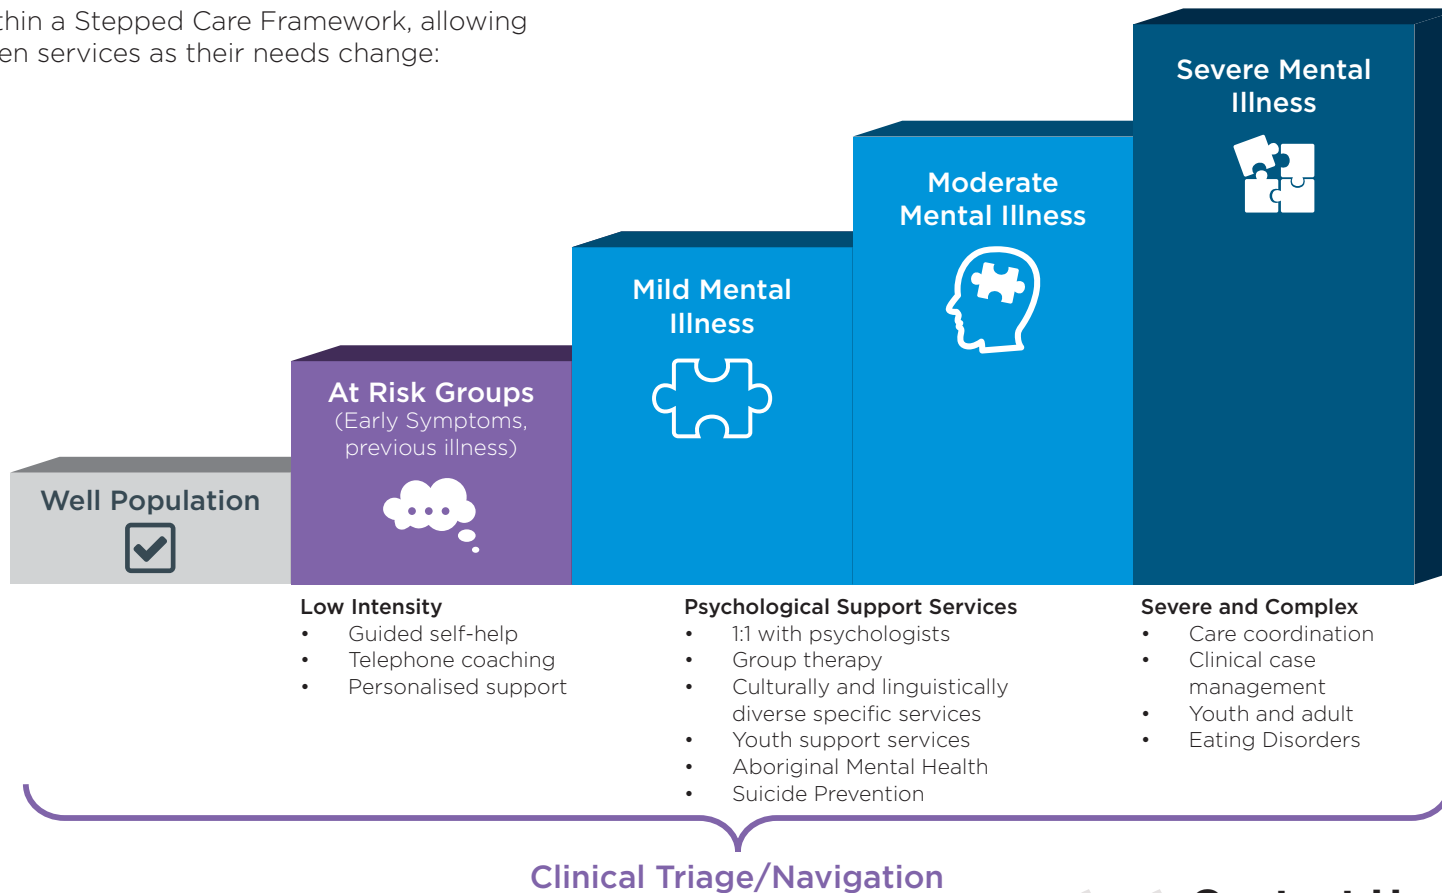 thin a Stepped Care Framework, allowing
en services as their needs change:
Severe Mental
Illness
Moderate
Mental Illness
Mild Mental
Illness
At Risk Groups
(Early Symptoms,
previous illness)
Well Population
Low Intensity
• Guided self-help
• Telephone coaching
• Personalised support
Psychological Support Services
• 1:1 with psychologists
• Group therapy
• Culturally and linguistically
diverse specific services
• Youth support services
• Aboriginal Mental Health
• Suicide Prevention
Severe and Complex
• Care coordination
• Clinical case
management
• Youth and adult
• Eating Disorders
Clinical Triage/Navigation